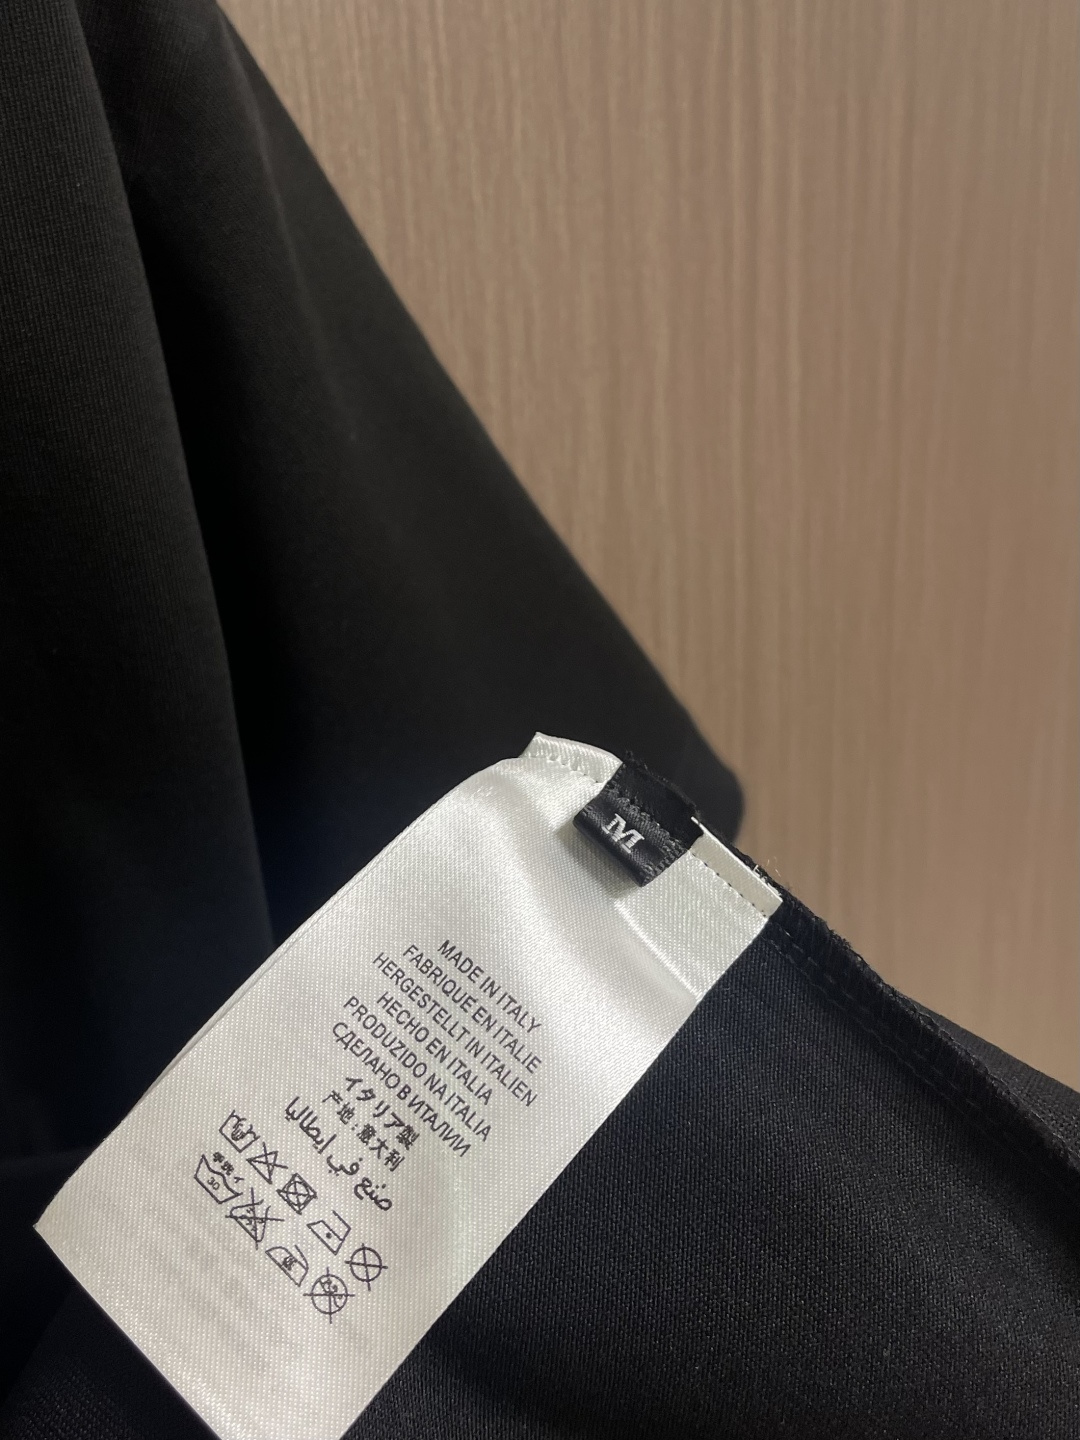 M
MADE IN ITALY
FABRIQUE EN ITALIE
HERGESTELLT IN ITALIEN
HECHO EN ITALIA
PRODUZIDO NA ITALIA
СДЕЛАНО В ИТАЛИИ
イタリア製
产地:意大利
صنع في إيطاليا
30